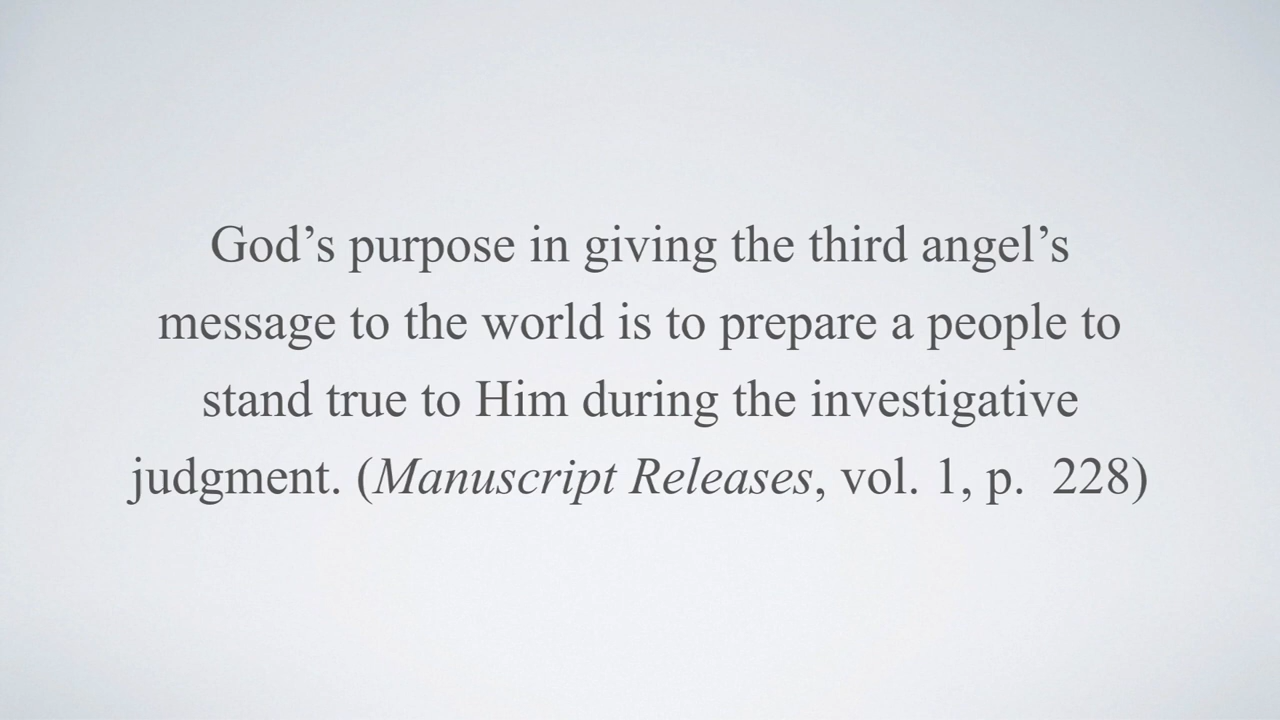 God’s purpose in giving the third angel’s
message to the world is to prepare a people to
stand true to Him during the investigative
judgment. (Manuscript Releases, vol. 1, p.  228)